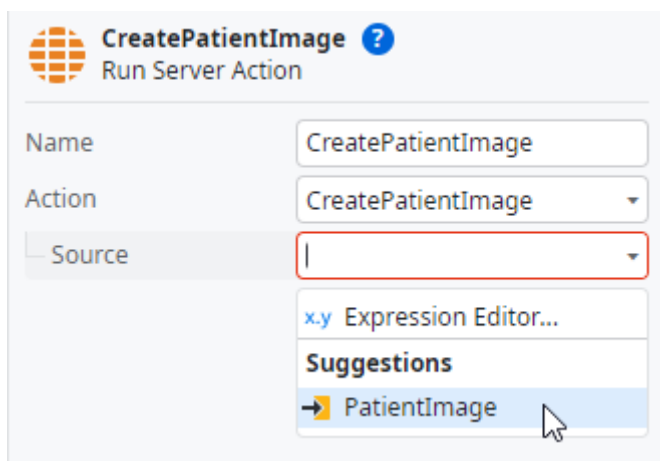 CreatePatientImage ?
Run Server Action
Name CreatePatientImage
Action CreatePatientImage
Source
x.y Expression Editor...
Suggestions
PatientImage